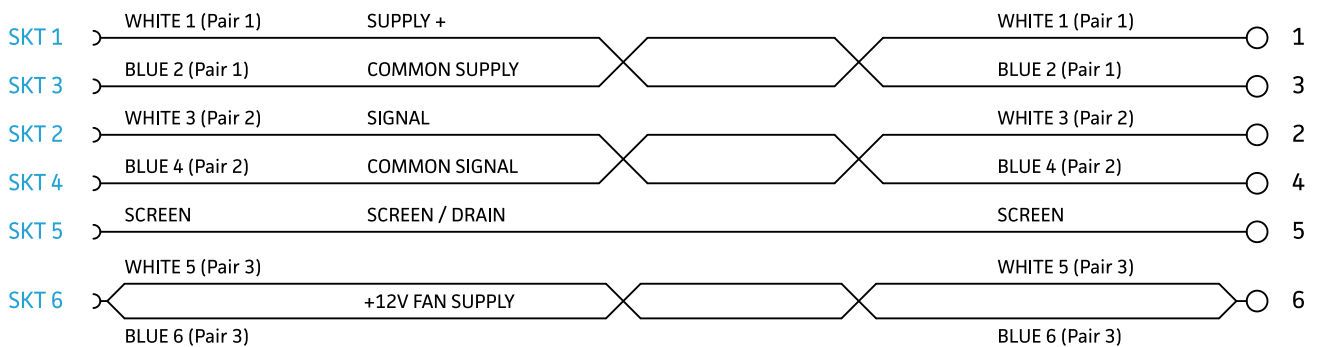 WHITE 1 (Pair 1) SUPPLY + WHITE 1 (Pair 1)
SKT 1 1
BLUE 2 (Pair 1) COMMON SUPPLY BLUE 2 (Pair 1)
SKT 3 3
WHITE 3 (Pair 2) SIGNAL WHITE 3 (Pair 2)
SKT 2 2
BLUE 4 (Pair 2) COMMON SIGNAL BLUE 4 (Pair 2)
SKT 4 4
SCREEN SCREEN / DRAIN SCREEN
SKT 5 5
WHITE 5 (Pair 3) WHITE 5 (Pair 3)
SKT 6 +12V FAN SUPPLY 6
BLUE 6 (Pair 3) BLUE 6 (Pair 3)